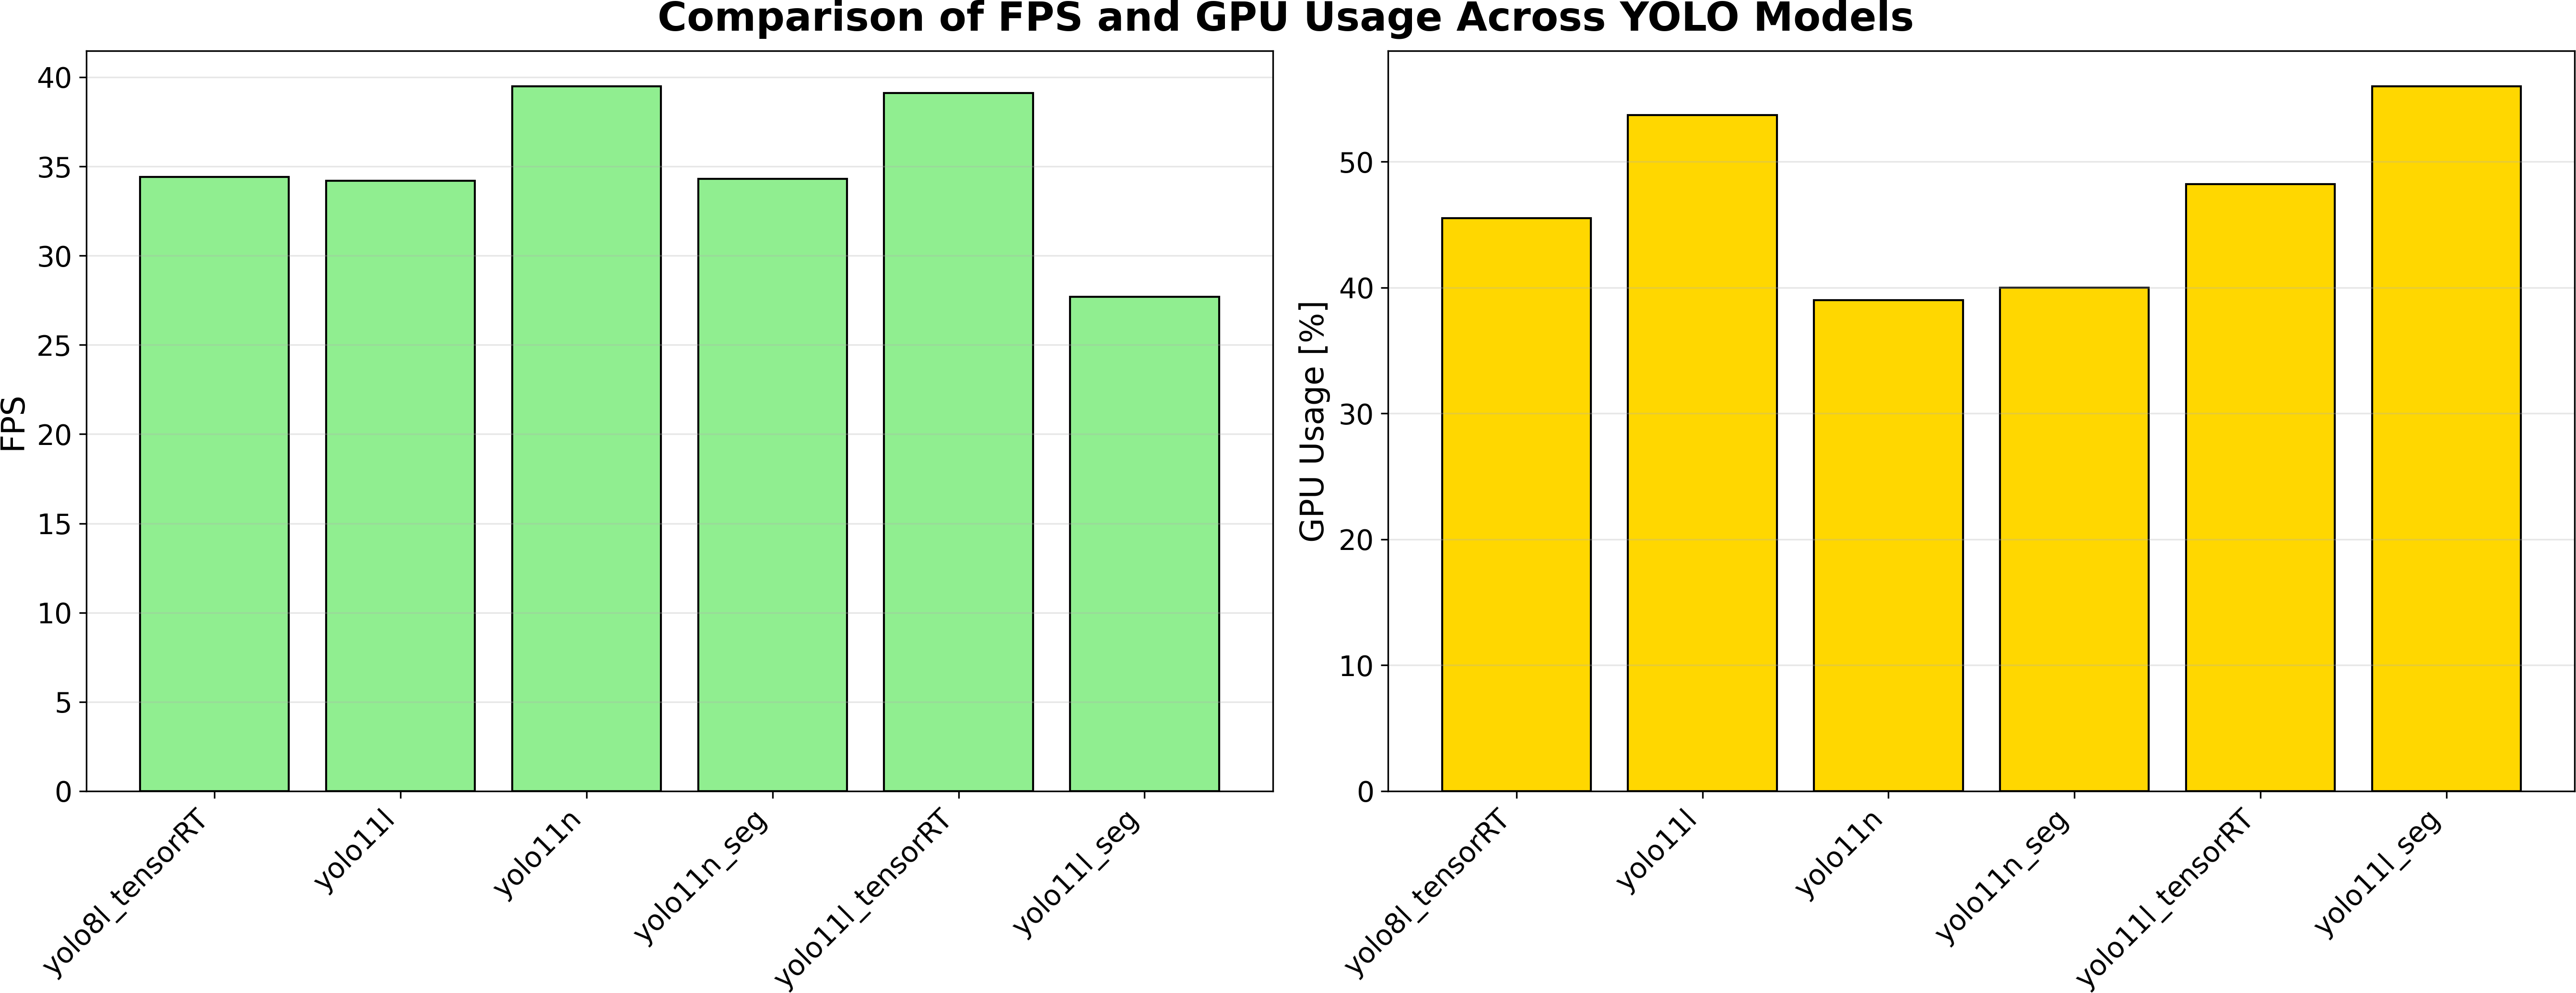 Comparison of FPS and GPU Usage Across YOLO Models
FPS
40
35
30
25
20
15
10
5
0
yolo8l_tensorRT
yolo11l
yolo11n
yolo11n_seg
yolo11l_tensorRT
yolo11l_seg
GPU Usage [%]
50
40
30
20
10
0
yolo8l_tensorRT
yolo11l
yolo11n
yolo11n_seg
yolo11l_tensorRT
yolo11l_seg